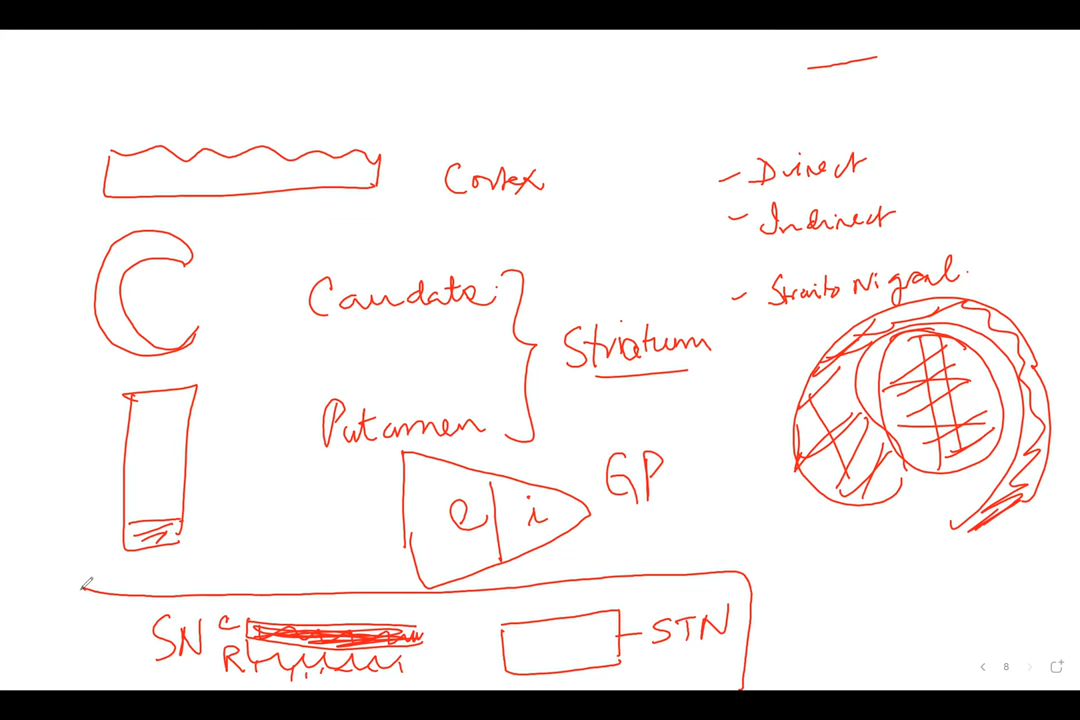 Cortex
- Direct
- Indirect
- Straito Nigral.
Caudate
Striatum
Putamen
GP
e i
SN C
R
STN
8